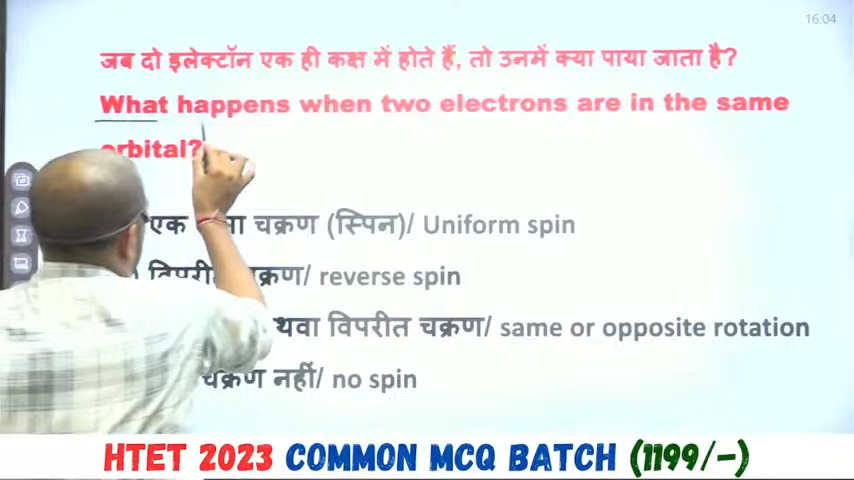 16:04
जब दो इलेक्टॉन एक ही कक्ष में होते हैं, तो उनमें क्या पाया जाता है?
What happens when two electrons are in the same
orbital?
एक चक्रण (स्पिन)/ Uniform spin
चक्रण/ reverse spin
विपरीत चक्रण/ same or opposite rotation
चक्रण नहीं/ no spin
HTET 2023 COMMON MCQ BATCH (1199/-)